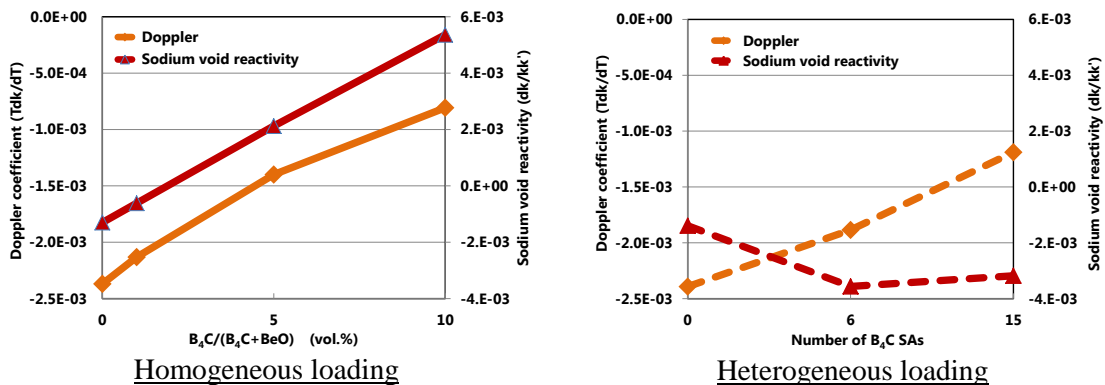 0.0E+00
-5.0E-04
-1.0E-03
-1.5E-03
-2.0E-03
-2.5E-03
Doppler coefficient (Tdk/dT)
Doppler
Sodium void reactivity
6.E-03
4.E-03
2.E-03
0.E+00
-2.E-03
-4.E-03
Sodium void reactivity (dk/kk')
0 5 10
B₄C/(B₄C+BeO) (vol.%)
Homogeneous loading
0.0E+00
-5.0E-04
-1.0E-03
-1.5E-03
-2.0E-03
-2.5E-03
Doppler coefficient (Tdk/dT)
Doppler
Sodium void reactivity
6.E-03
4.E-03
2.E-03
0.E+00
-2.E-03
-4.E-03
Sodium void reactivity (dk/kk')
0 6 15
Number of B₄C SAs
Heterogeneous loading